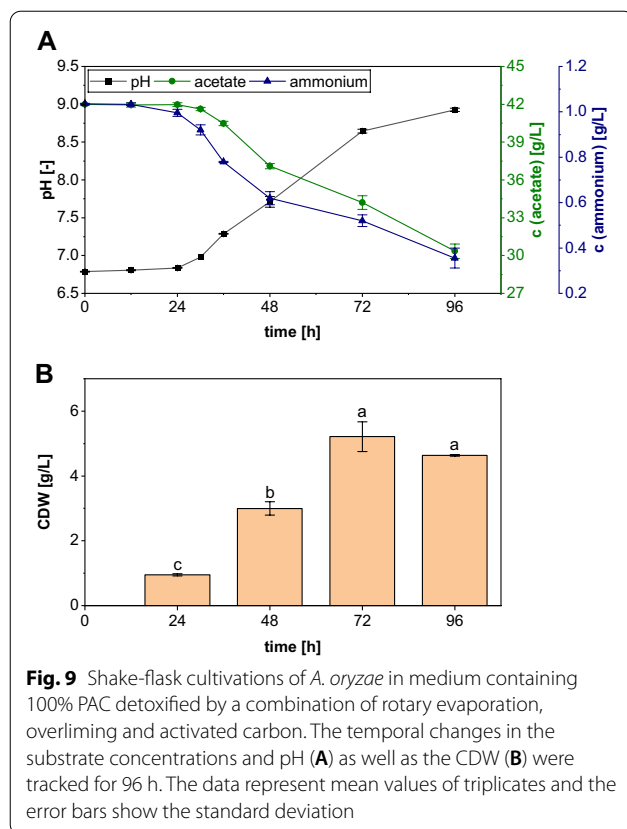 A
pH acetate ammonium
9.5
9.0
8.5
8.0
7.5
7.0
6.5
pH [-]
45
42
39
36
33
30
27
c (acetate) [g/L]
1.2
1.0
0.8
0.6
0.4
0.2
c (ammonium) [g/L]
0 24 48 72 96
time [h]
B
6
4
2
0
CDW [g/L]
c
b
a
a
0 24 48 72 96
time [h]
Fig. 9 Shake-flask cultivations of A. oryzae in medium containing
100% PAC detoxified by a combination of rotary evaporation,
overliming and activated carbon. The temporal changes in the
substrate concentrations and pH (A) as well as the CDW (B) were
tracked for 96 h. The data represent mean values of triplicates and the
error bars show the standard deviation